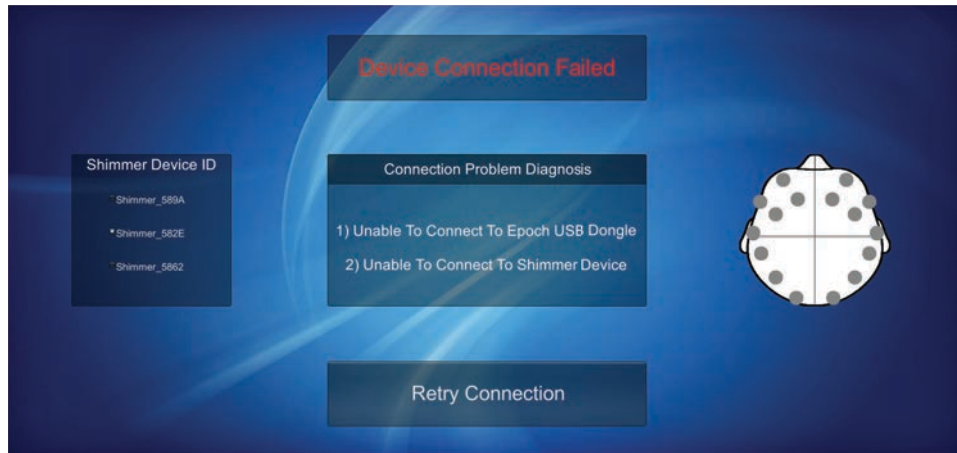 Device Connection Failed
Shimmer Device ID
Shimmer_589A
Shimmer_582E
Shimmer_5862
Connection Problem Diagnosis
1) Unable To Connect To Epoch USB Dongle
2) Unable To Connect To Shimmer Device
Retry Connection